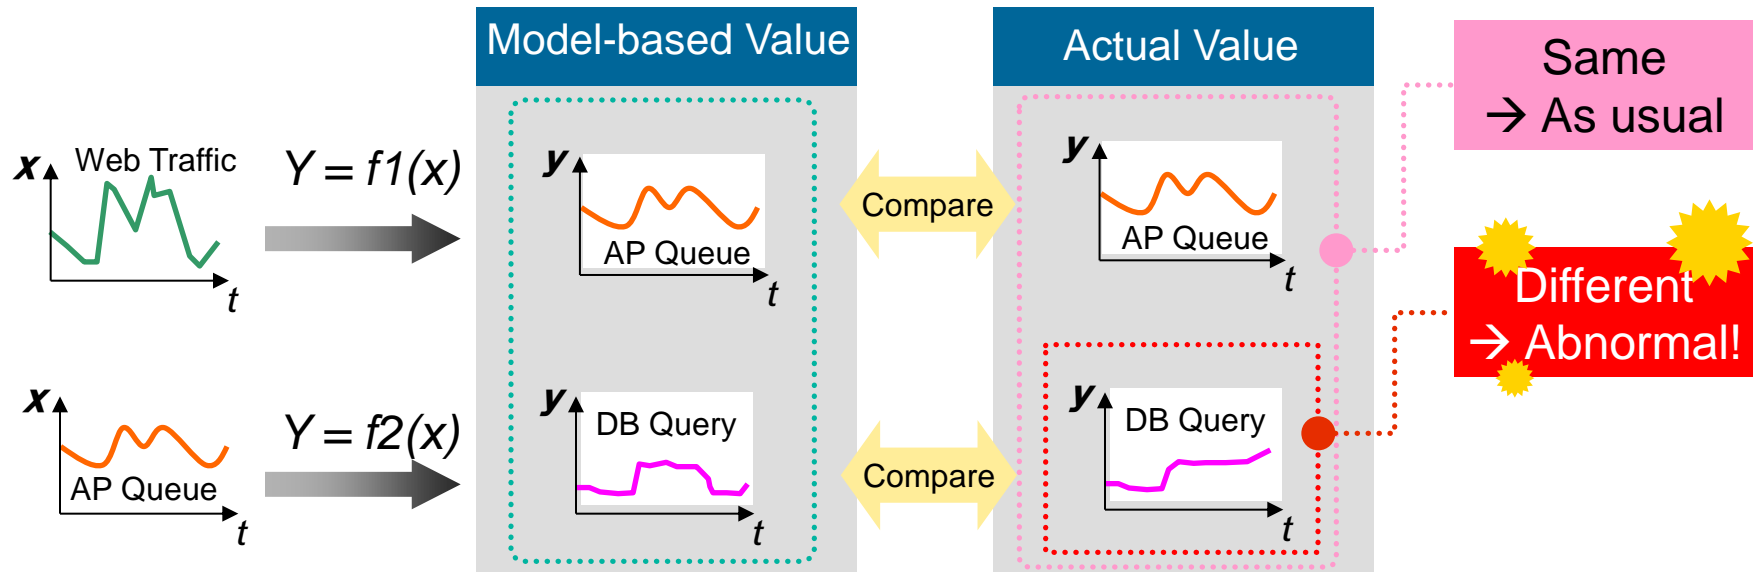 Model-based Value
Actual Value
Same
→ As usual
x
Web Traffic
t
Y = f1(x)
y
AP Queue
t
Compare
y
AP Queue
t
Different
→ Abnormal!
x
AP Queue
t
Y = f2(x)
y
DB Query
t
Compare
y
DB Query
t